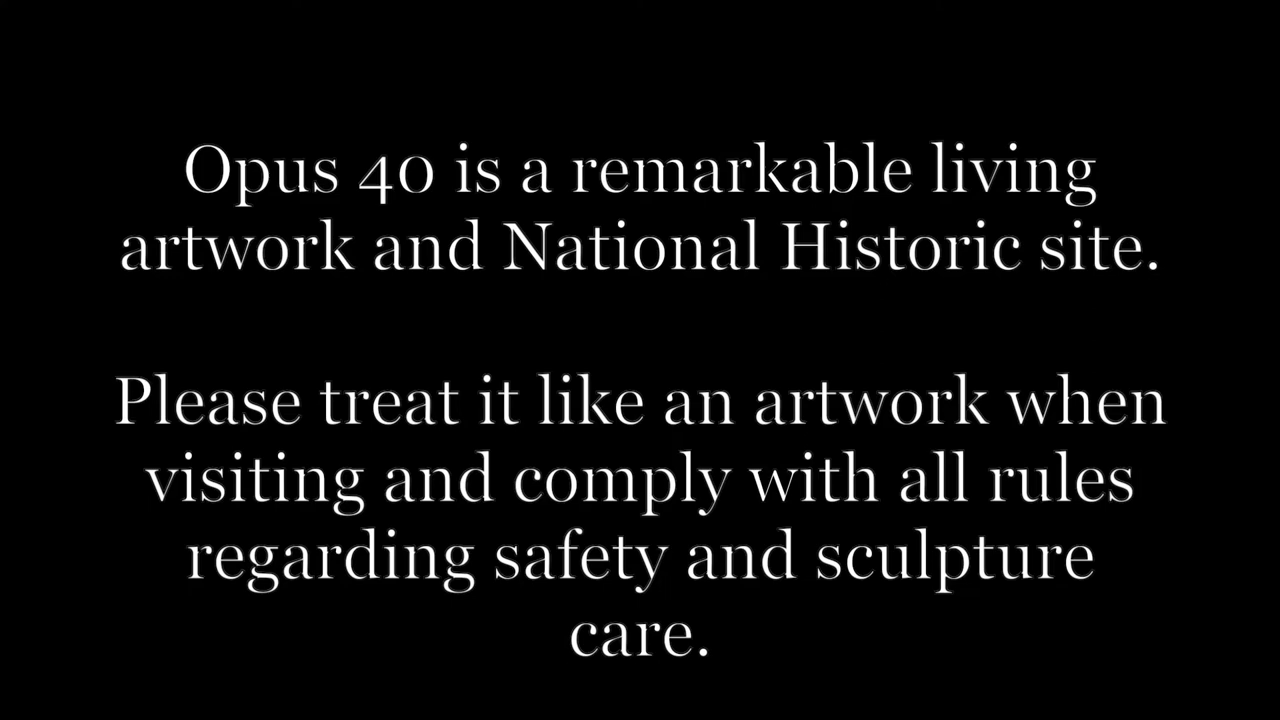 Opus 40 is a remarkable living
artwork and National Historic site.
Please treat it like an artwork when
visiting and comply with all rules
regarding safety and sculpture
care.